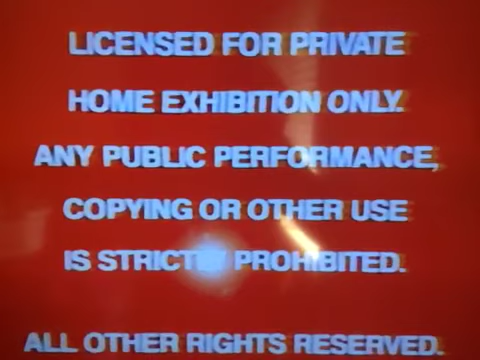 LICENSED FOR PRIVATE
HOME EXHIBITION ONLY.
ANY PUBLIC PERFORMANCE,
COPYING OR OTHER USE
IS STRICTLY PROHIBITED.
ALL OTHER RIGHTS RESERVED.